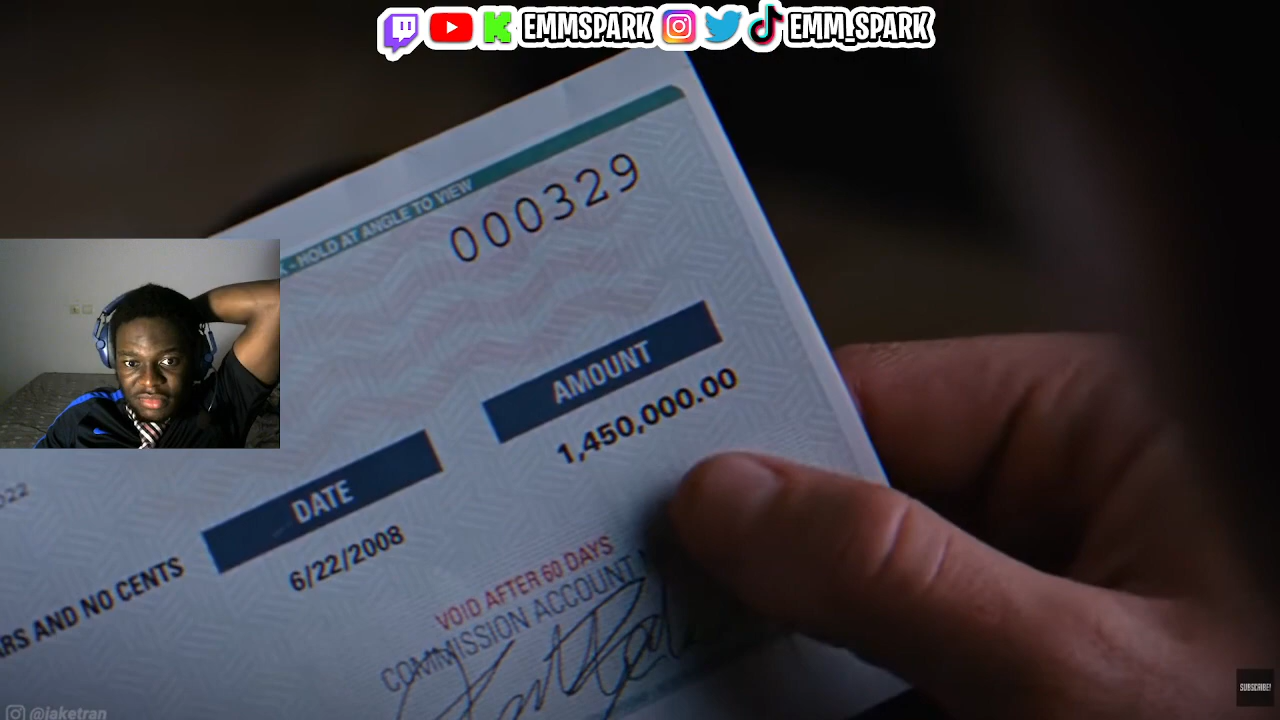 EMMSPARK EMM_SPARK
HOLD AT ANGLE TO VIEW
000329
AMOUNT
1,450,000.00
DATE
6/22/2008
AND NO CENTS
VOID AFTER 60 DAYS
COMMISSION ACCOUNT
@jaketran
SUBSCRIBE!